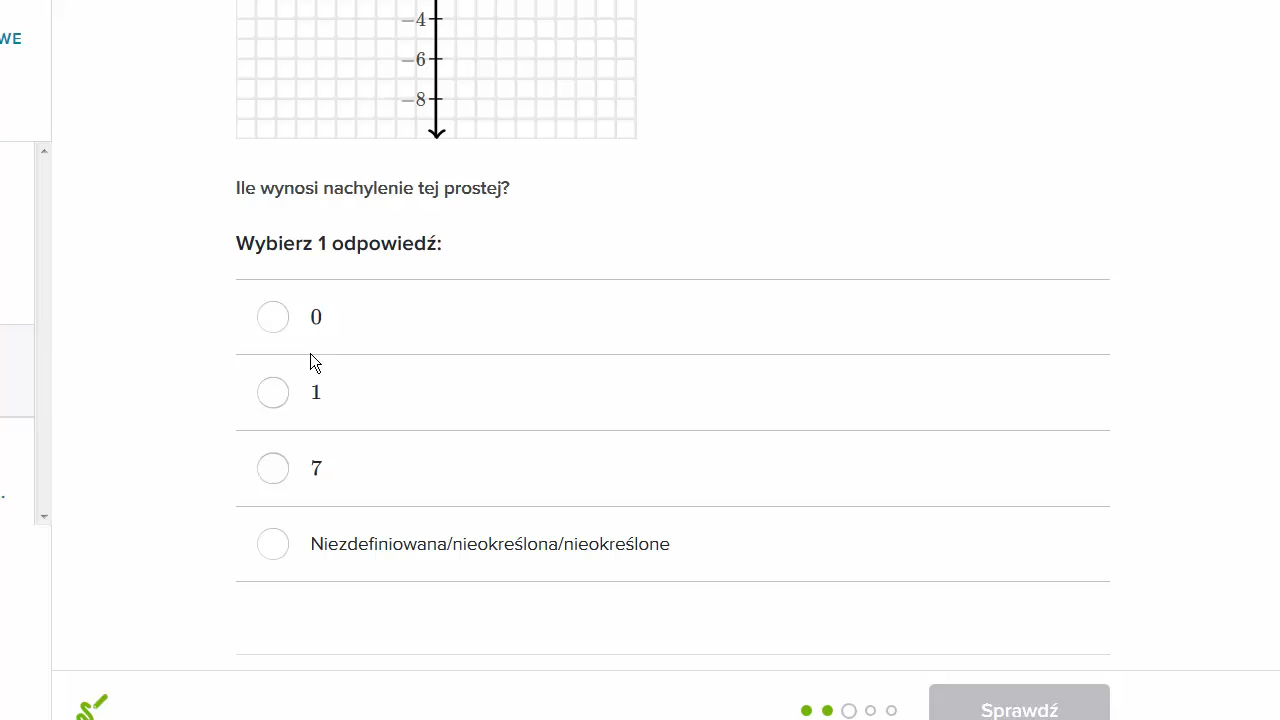 −4
WE
−6
−8
Ile wynosi nachylenie tej prostej?
Wybierz 1 odpowiedź:
0
1
7
Niezdefiniowana/nieokreślona/nieokreślone
Sprawdź